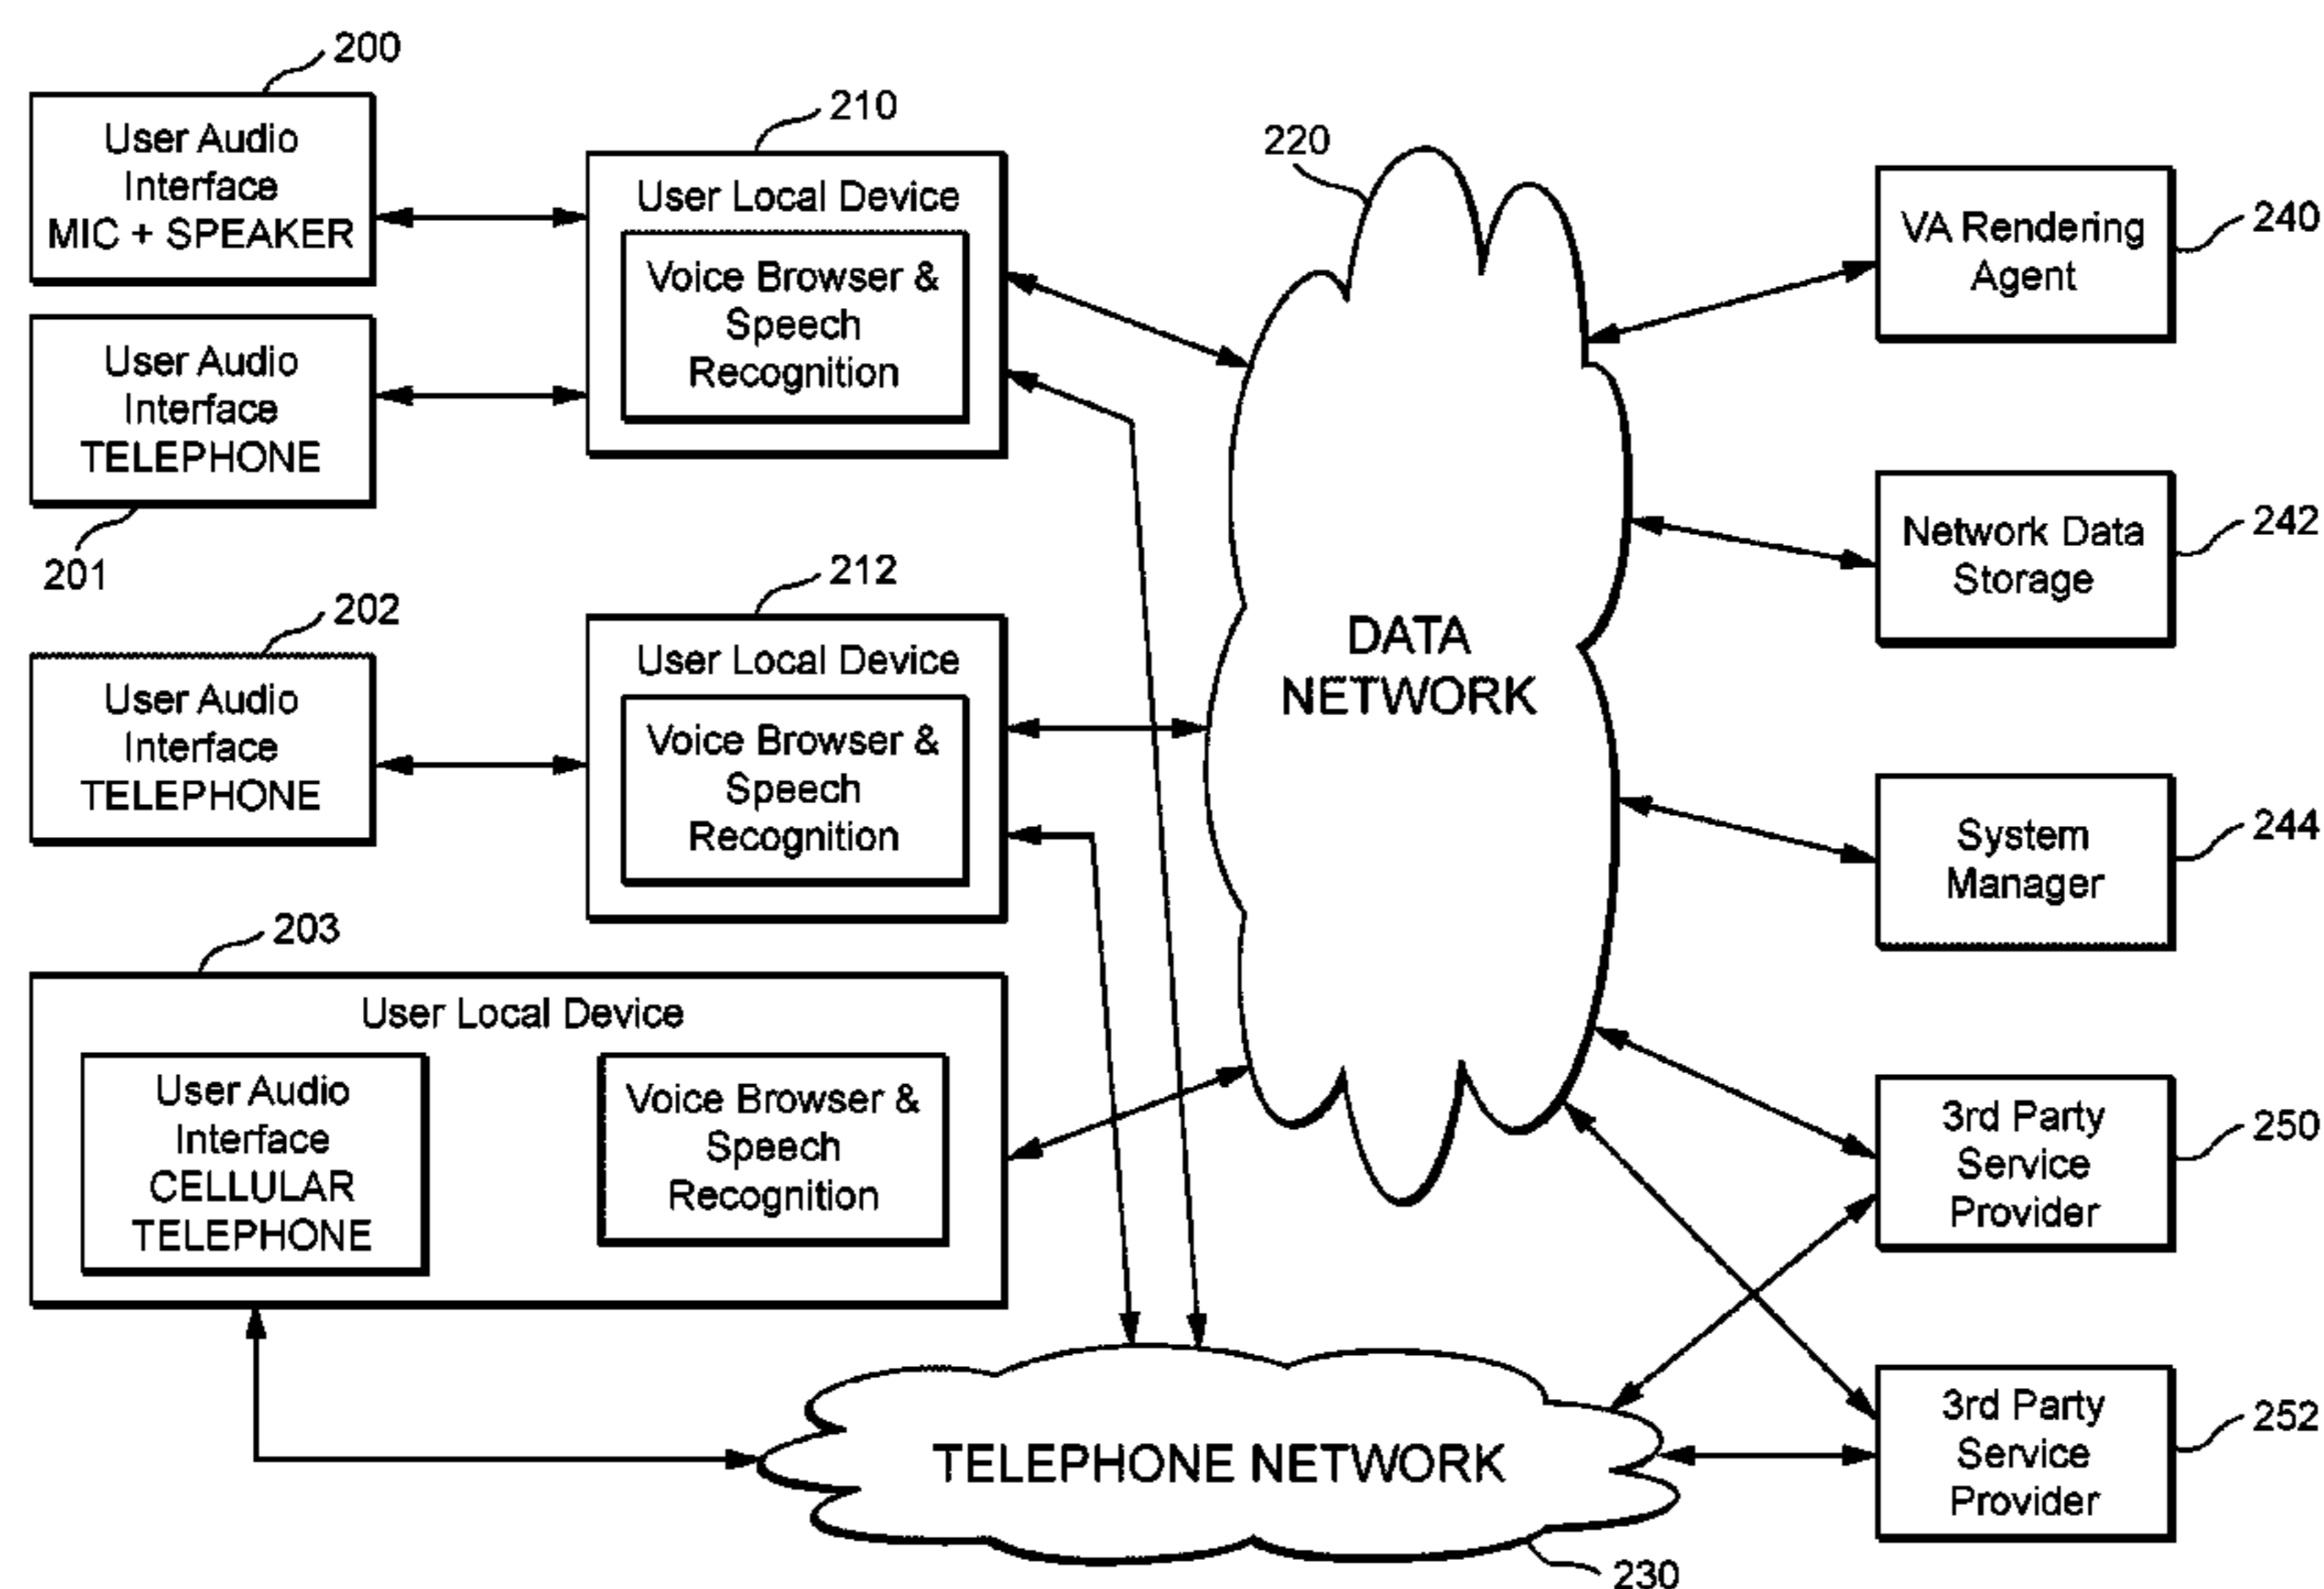 200
User Audio
Interface
MIC + SPEAKER
User Audio
Interface
TELEPHONE
201
202
User Audio
Interface
TELEPHONE
210
User Local Device
Voice Browser &
Speech
Recognition
212
User Local Device
Voice Browser &
Speech
Recognition
203
User Local Device
User Audio
Interface
CELLULAR
TELEPHONE
Voice Browser &
Speech
Recognition
220
DATA
NETWORK
TELEPHONE NETWORK
230
VA Rendering
Agent
240
Network Data
Storage
242
System
Manager
244
3rd Party
Service
Provider
250
3rd Party
Service
Provider
252